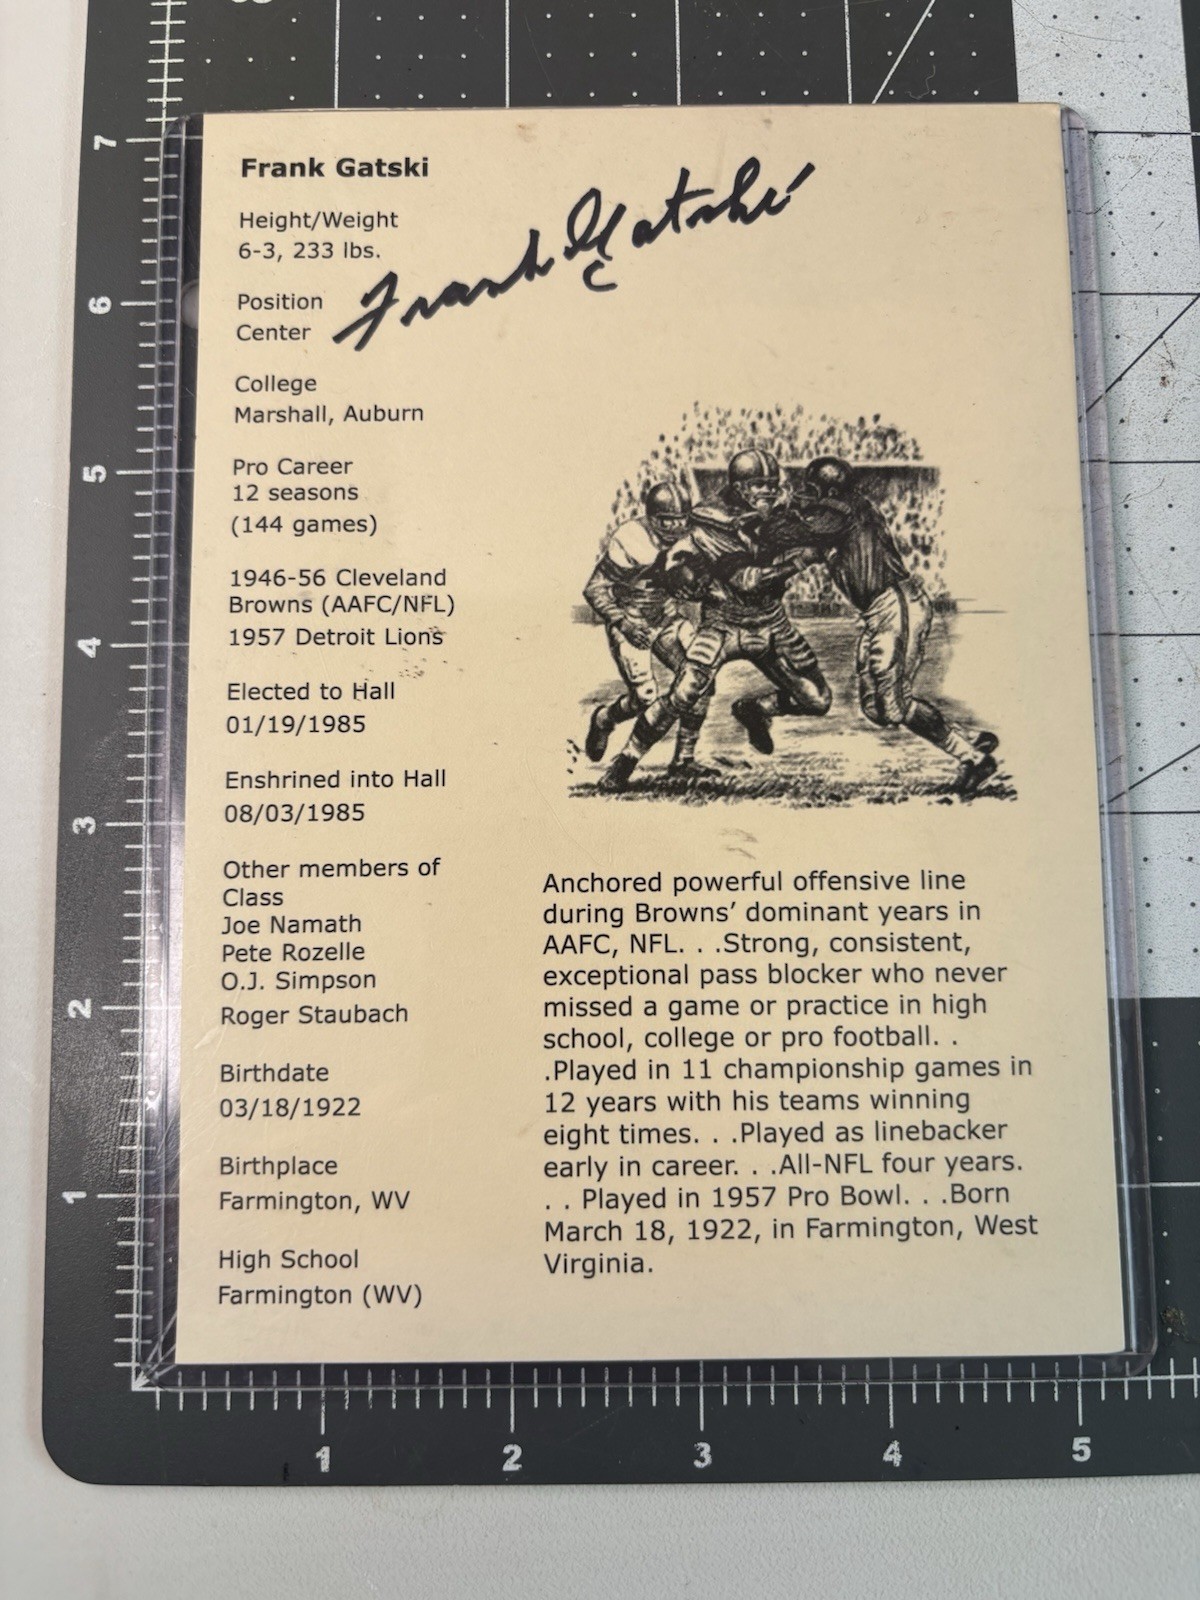 Frank Gatski
Frank Gatski
Height/Weight
6-3, 233 lbs.
Position
Center
College
Marshall, Auburn
Pro Career
12 seasons
(144 games)
1946-56 Cleveland
Browns (AAFC/NFL)
1957 Detroit Lions
Elected to Hall
01/19/1985
Enshrined into Hall
08/03/1985
Other members of
Class
Joe Namath
Pete Rozelle
O.J. Simpson
Roger Staubach
Birthdate
03/18/1922
Birthplace
Farmington, WV
High School
Farmington (WV)
Anchored powerful offensive line
during Browns’ dominant years in
AAFC, NFL. . .Strong, consistent,
exceptional pass blocker who never
missed a game or practice in high
school, college or pro football. .
.Played in 11 championship games in
12 years with his teams winning
eight times. . .Played as linebacker
early in career. . .All-NFL four years.
. . Played in 1957 Pro Bowl. . .Born
March 18, 1922, in Farmington, West
Virginia.
7
6
5
4
3
2
1
1
2
3
4
5